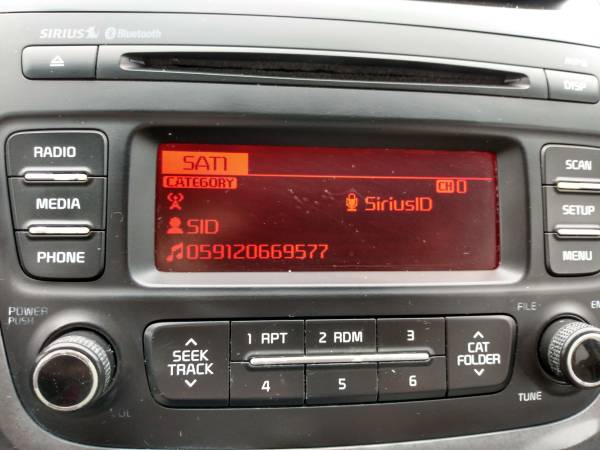 SIRIUS Bluetooth
DISP
RADIO
MEDIA
PHONE
SAT1
CATEGORY
CH 0
SiriusID
SID
059120669577
SCAN
SETUP
MENU
POWER
PUSH
VOL
SEEK
TRACK
1 RPT
2 RDM
3
4
5
6
CAT
FOLDER
FILE
TUNE